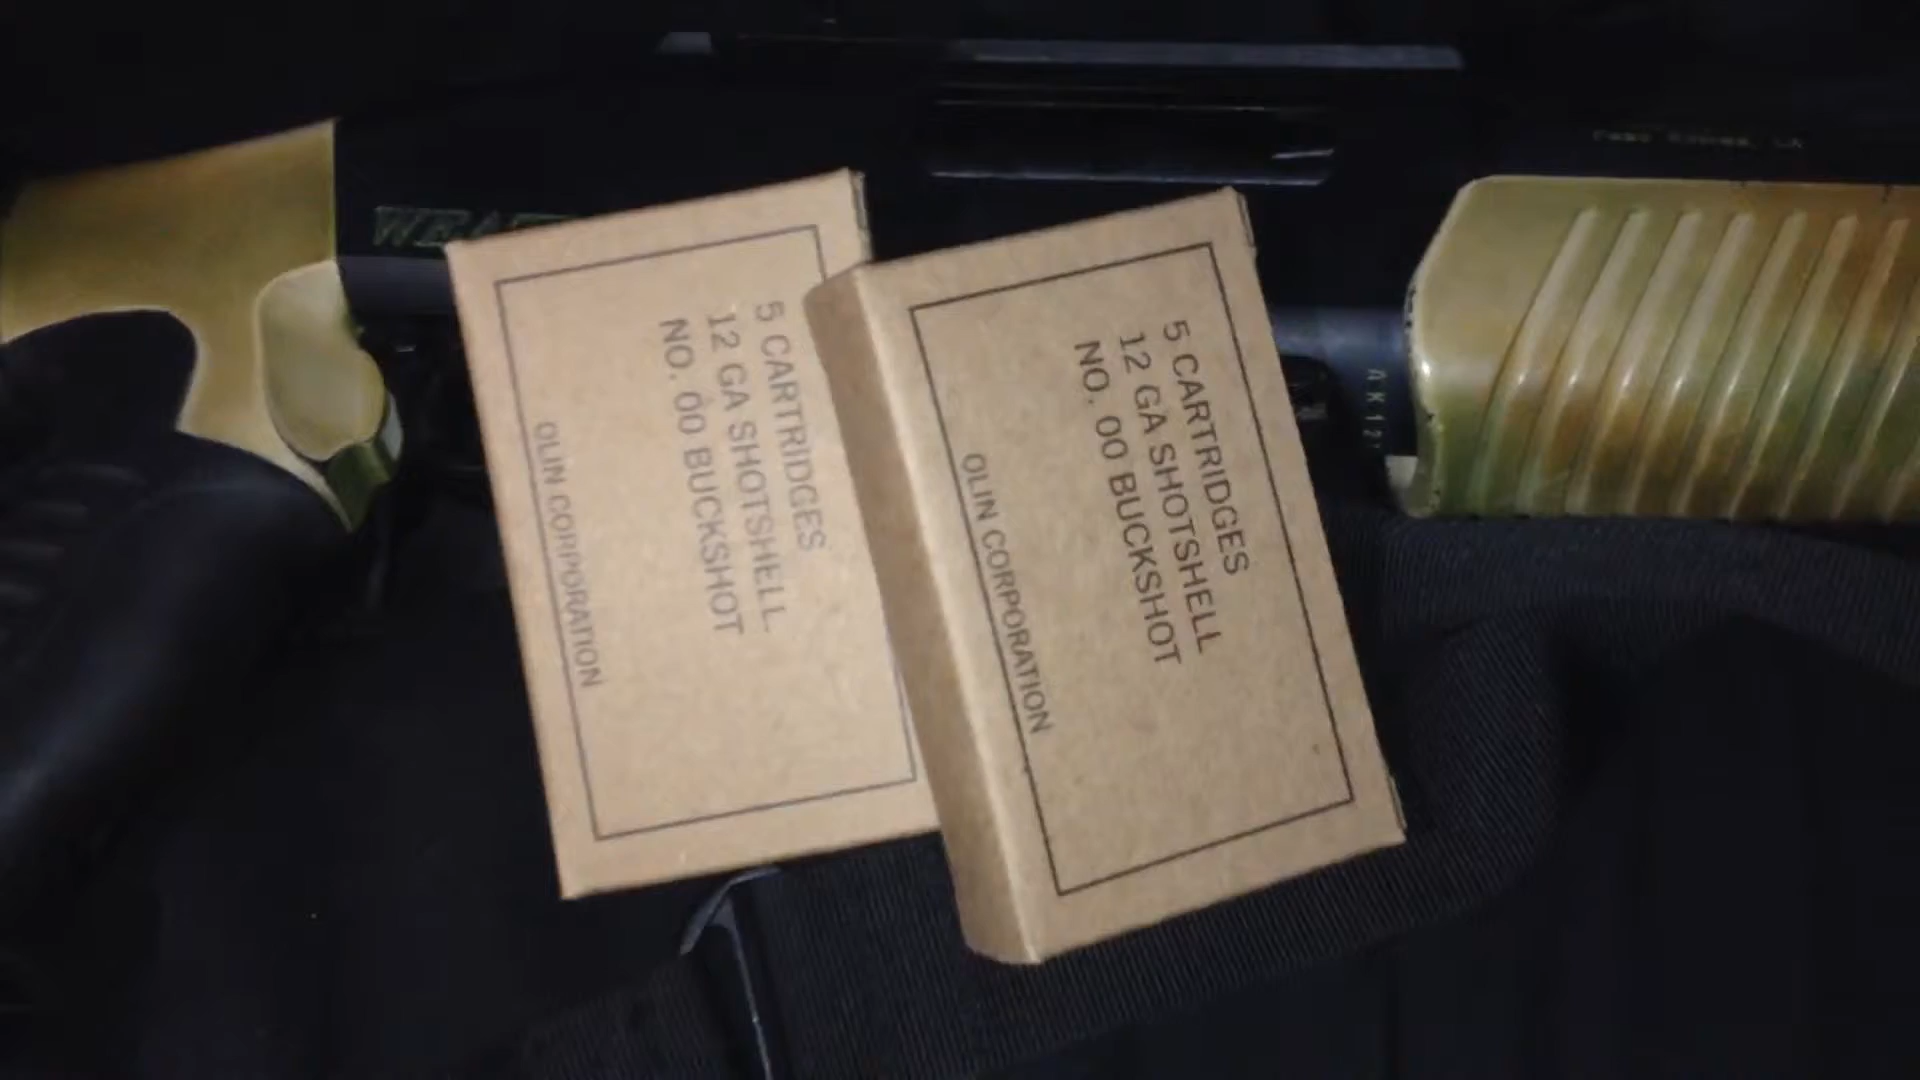 5 CARTRIDGES
12 GA SHOTSHELL
NO. 00 BUCKSHOT
OLIN CORPORATION
5 CARTRIDGES
12 GA SHOTSHELL
NO. 00 BUCKSHOT
OLIN CORPORATION